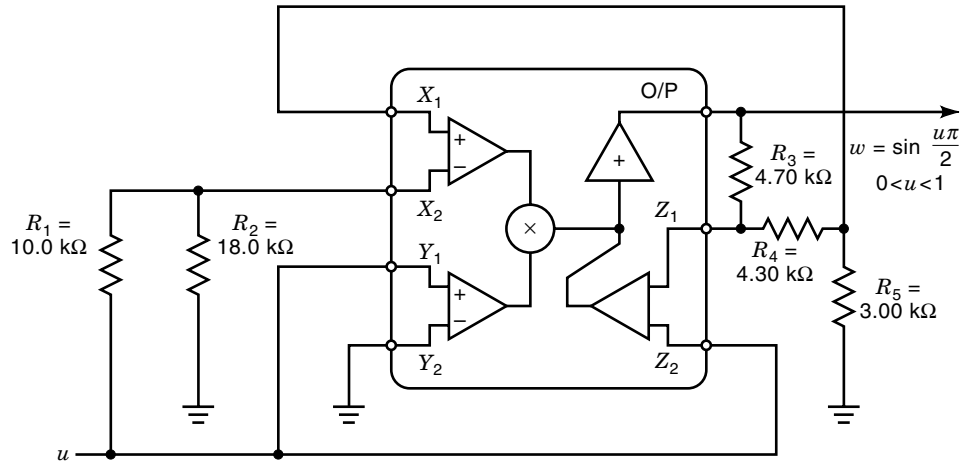 X₁
O/P
+
−
w = sin uπ/2
0<u<1
R₃ =
4.70 kΩ
+
R₁ =
10.0 kΩ
R₂ =
18.0 kΩ
X₂
×
Z₁
R₄ =
4.30 kΩ
Y₁
+
−
R₅ =
3.00 kΩ
Y₂
Z₂
u